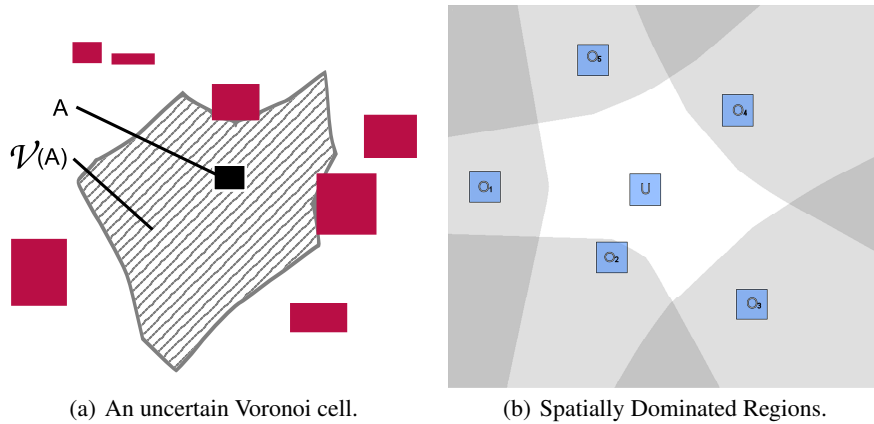 A
𝒱(A)
O₅
O₄
O₁
U
O₂
O₃
(a) An uncertain Voronoi cell.
(b) Spatially Dominated Regions.